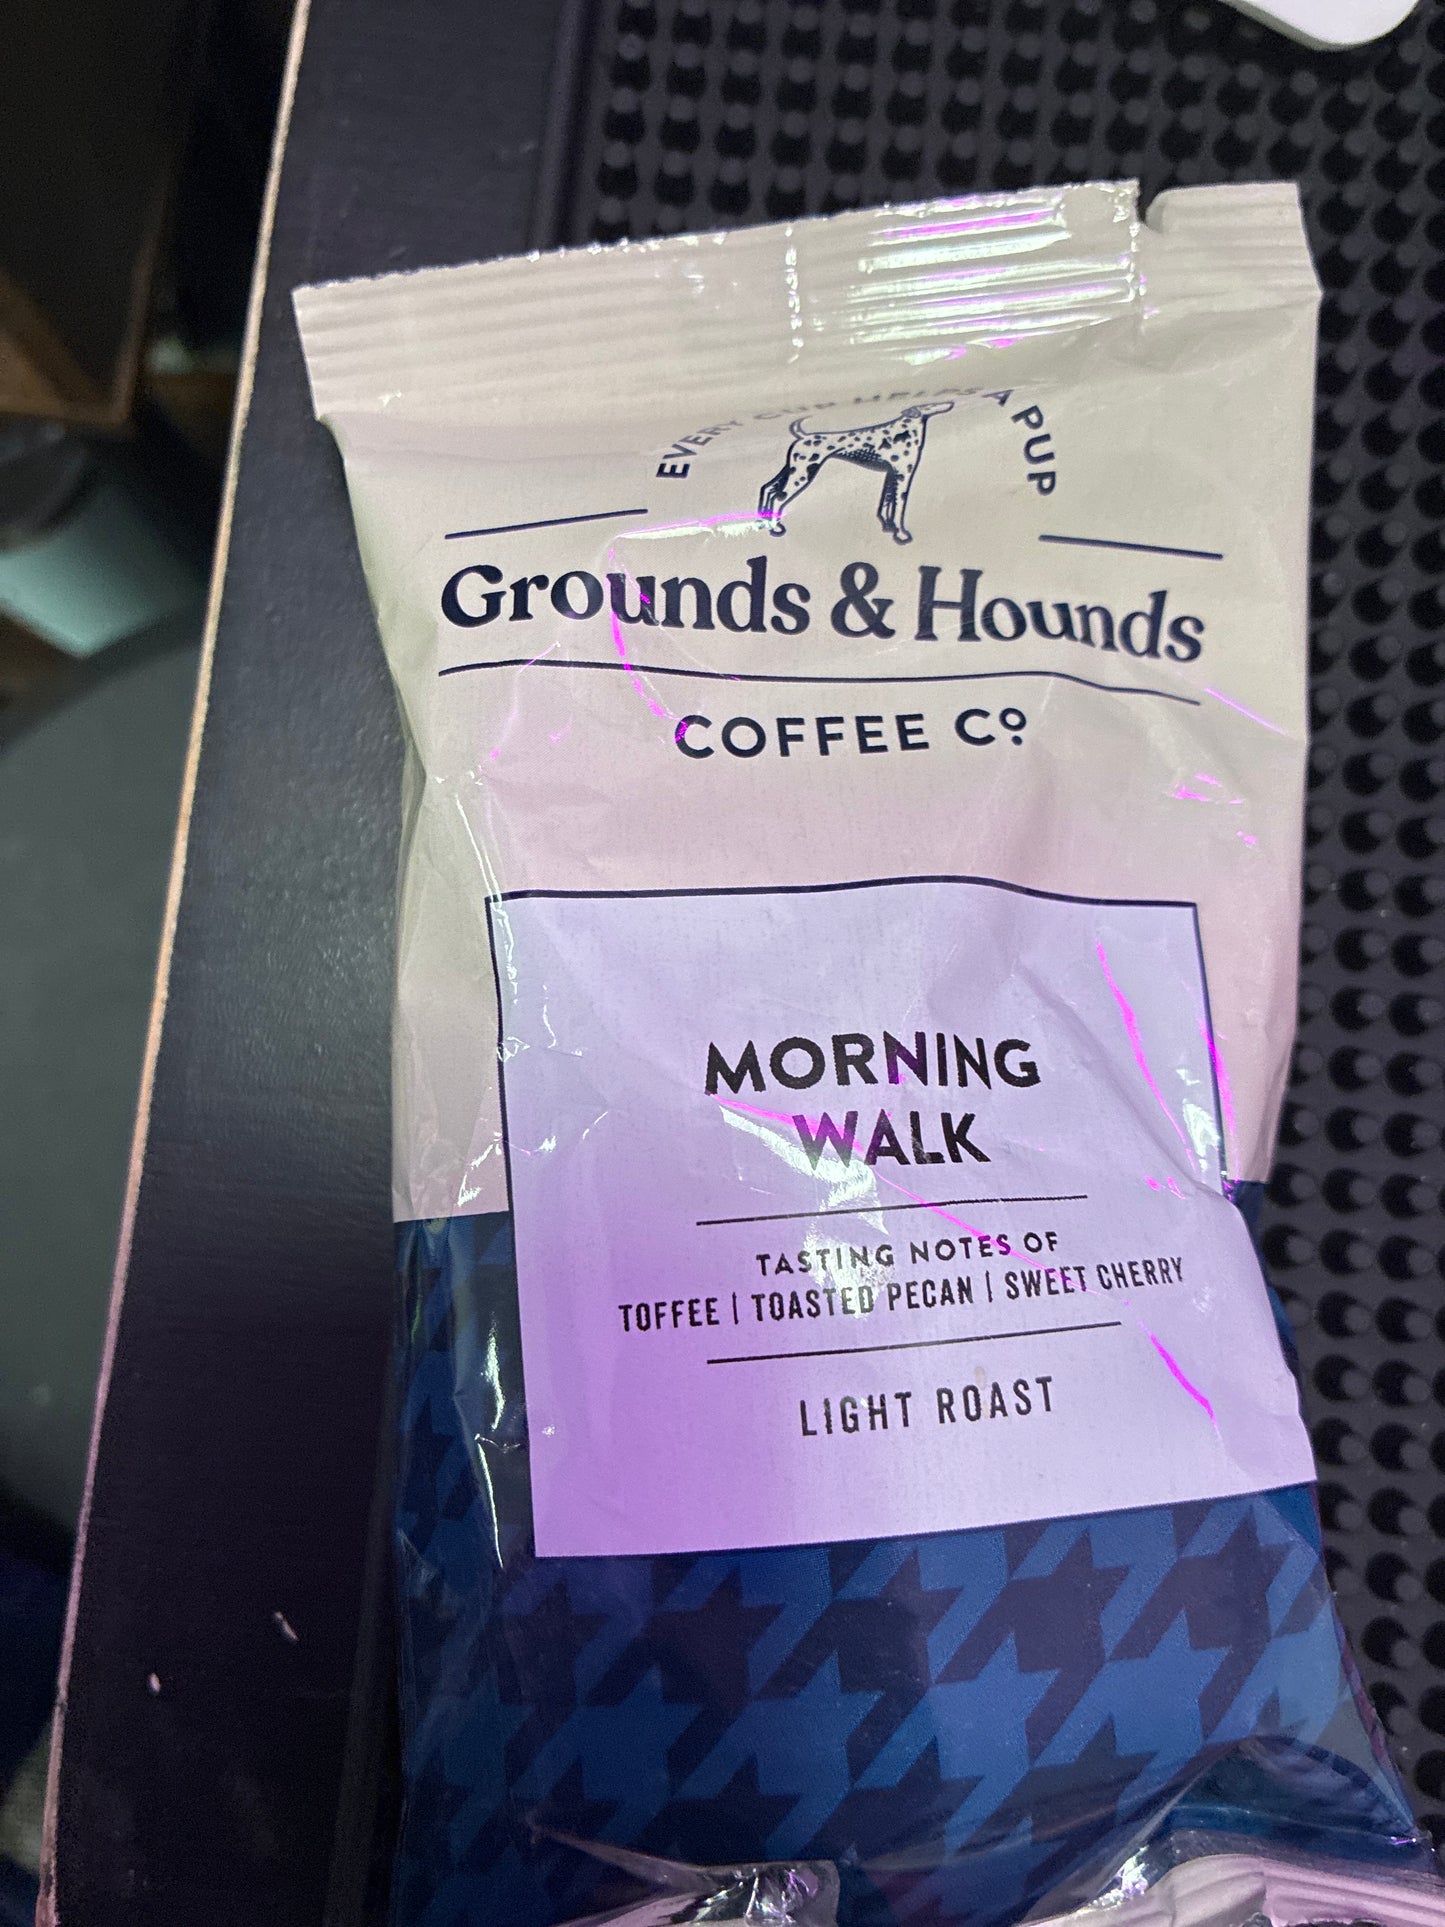 EVERY CUP HELPS A PUP
Grounds & Hounds
COFFEE Cº
MORNING
WALK
TASTING NOTES OF
TOFFEE | TOASTED PECAN | SWEET CHERRY
LIGHT ROAST